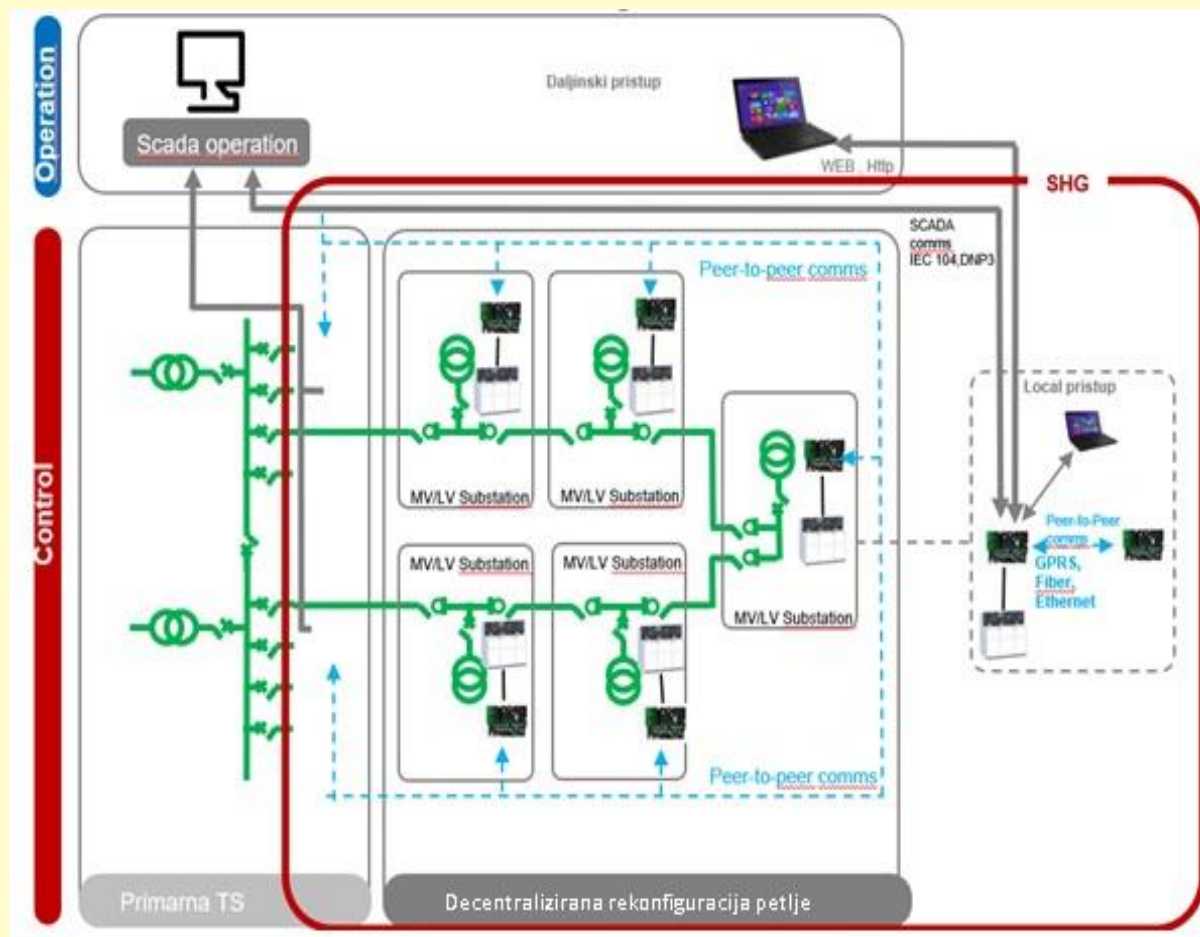 Operation
Daljinski pristup
Scada operation
WEB . Http
SHG
SCADA
comms
IEC 104,DNP3
Peer-to-peer comms
Control
MV/LV Substation
MV/LV Substation
Local pristup
MV/LV Substation
MV/LV Substation
MV/LV Substation
Peer-to-Peer
comms
GPRS,
Fiber,
Ethernet
Peer-to-peer comms
Primarna TS
Decentralizirana rekonfiguracija petlje